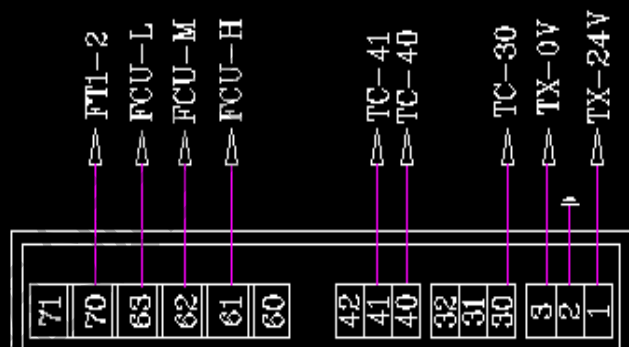 FT1-2
FCU-L
FCU-M
FCU-H
TC-41
TC-40
TC-30
TX-0V
TX-24V
71
70
63
62
61
60
42
41
40
32
31
30
3
2
1